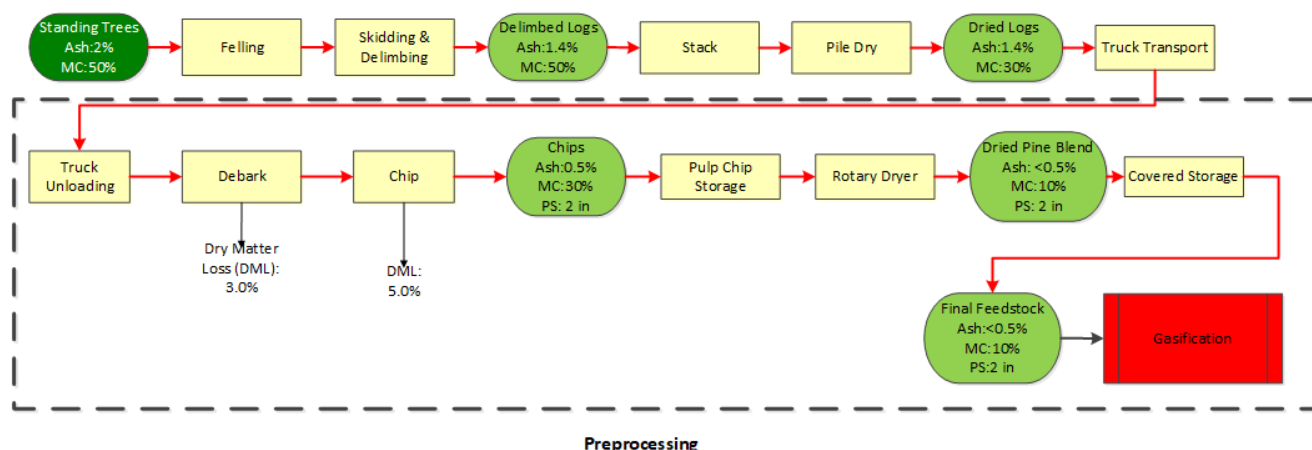 Standing Trees
Ash:2%
MC:50%
Felling
Skidding &
Delimbing
Delimbed Logs
Ash:1.4%
MC:50%
Stack
Pile Dry
Dried Logs
Ash:1.4%
MC:30%
Truck Transport
Truck
Unloading
Debark
Chip
Chips
Ash:0.5%
MC:30%
PS: 2 in
Pulp Chip
Storage
Rotary Dryer
Dried Pine Blend
Ash: <0.5%
MC:10%
PS: 2 in
Covered Storage
Dry Matter
Loss (DML):
3.0%
DML:
5.0%
Final Feedstock
Ash:<0.5%
MC:10%
PS:2 in
Gasification
Preprocessing